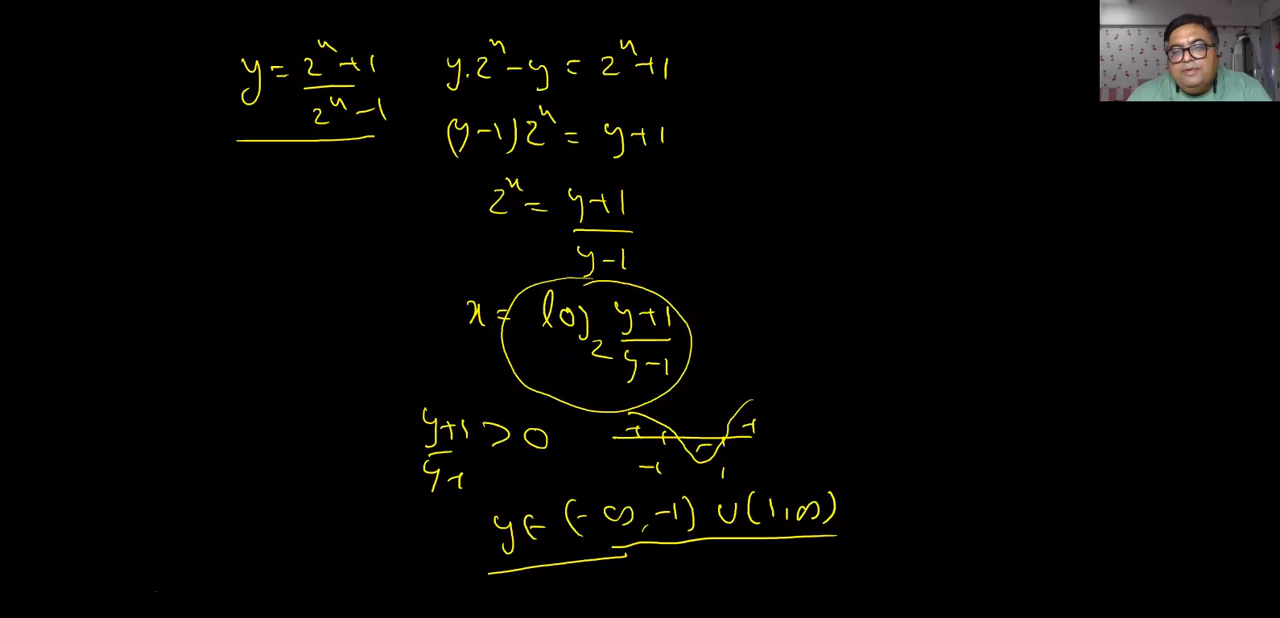 y = (2^x + 1)/(2^x - 1)
y.2^x - y = 2^x + 1
(y - 1) 2^x = y + 1
2^x = (y + 1)/(y - 1)
x = log_2 (y + 1)/(y - 1)
(y + 1)/(y - 1) > 0
+ - +
-1 1
y ∈ (-∞, -1) ∪ (1, ∞)